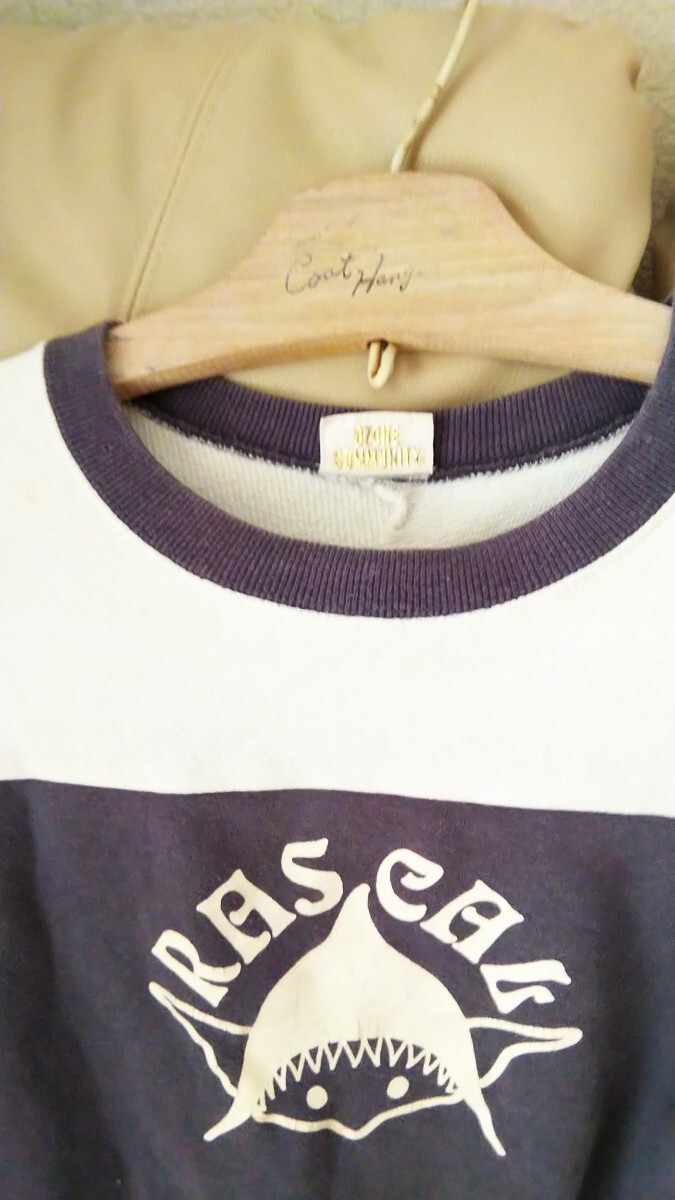 Coat Hang
OZONE
COMMUNITY
RASCAL